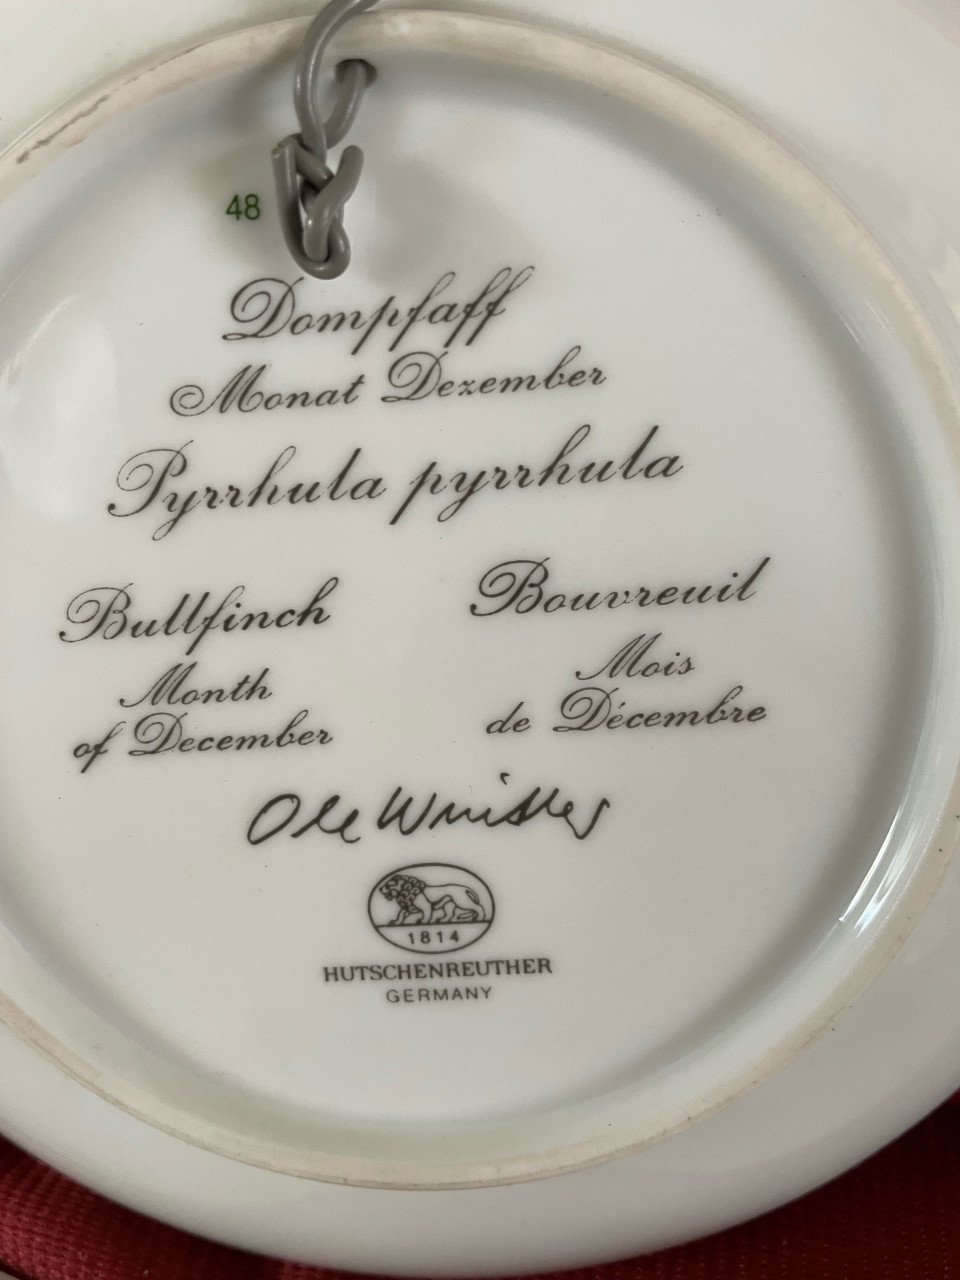 48
Dompfaff
Monat Dezember
Pyrrhula pyrrhula
Bullfinch
Month
of December
Bouvreuil
Mois
de Décembre
Ole Winther
1814
HUTSCHENREUTHER
GERMANY